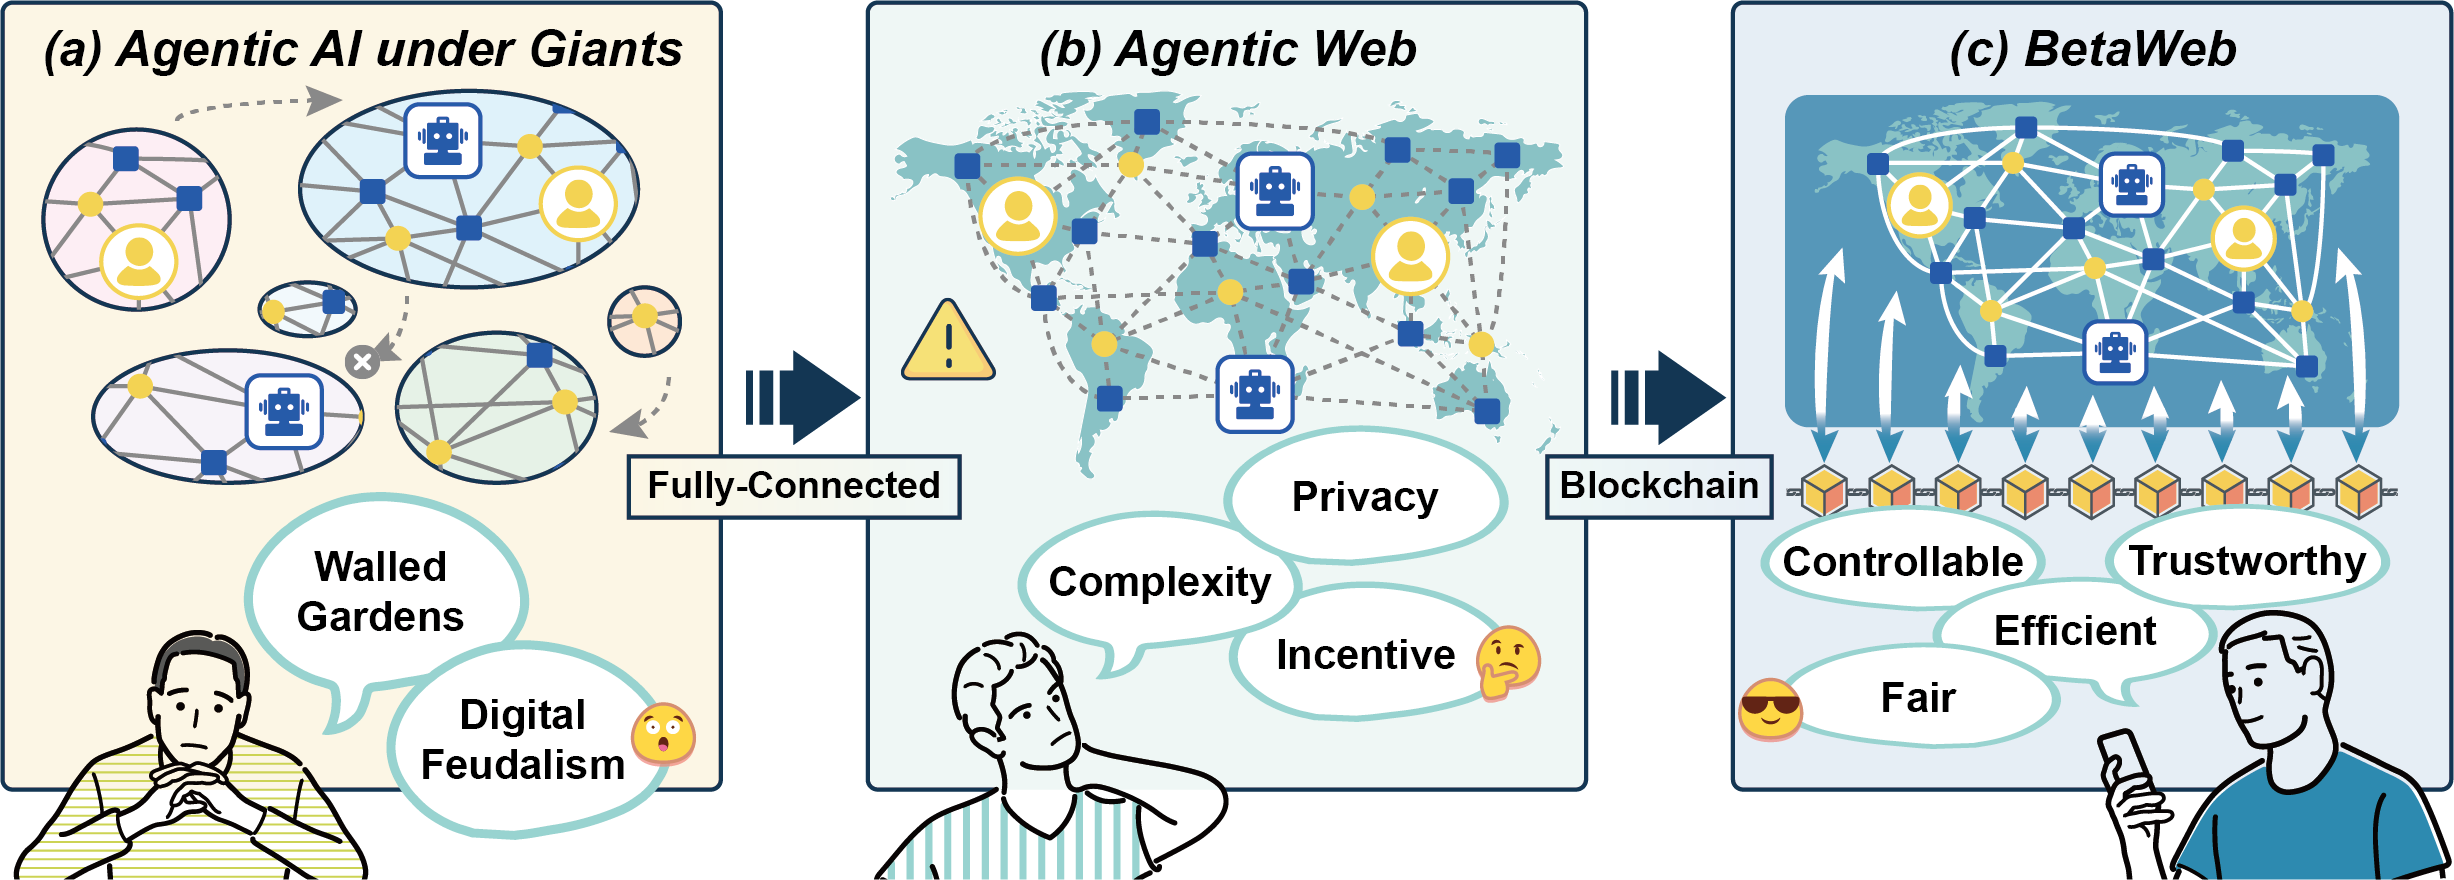 (a) Agentic AI under Giants
Walled
Gardens
Digital
Feudalism
Fully-Connected
(b) Agentic Web
Privacy
Complexity
Incentive
Blockchain
(c) BetaWeb
Controllable
Trustworthy
Efficient
Fair